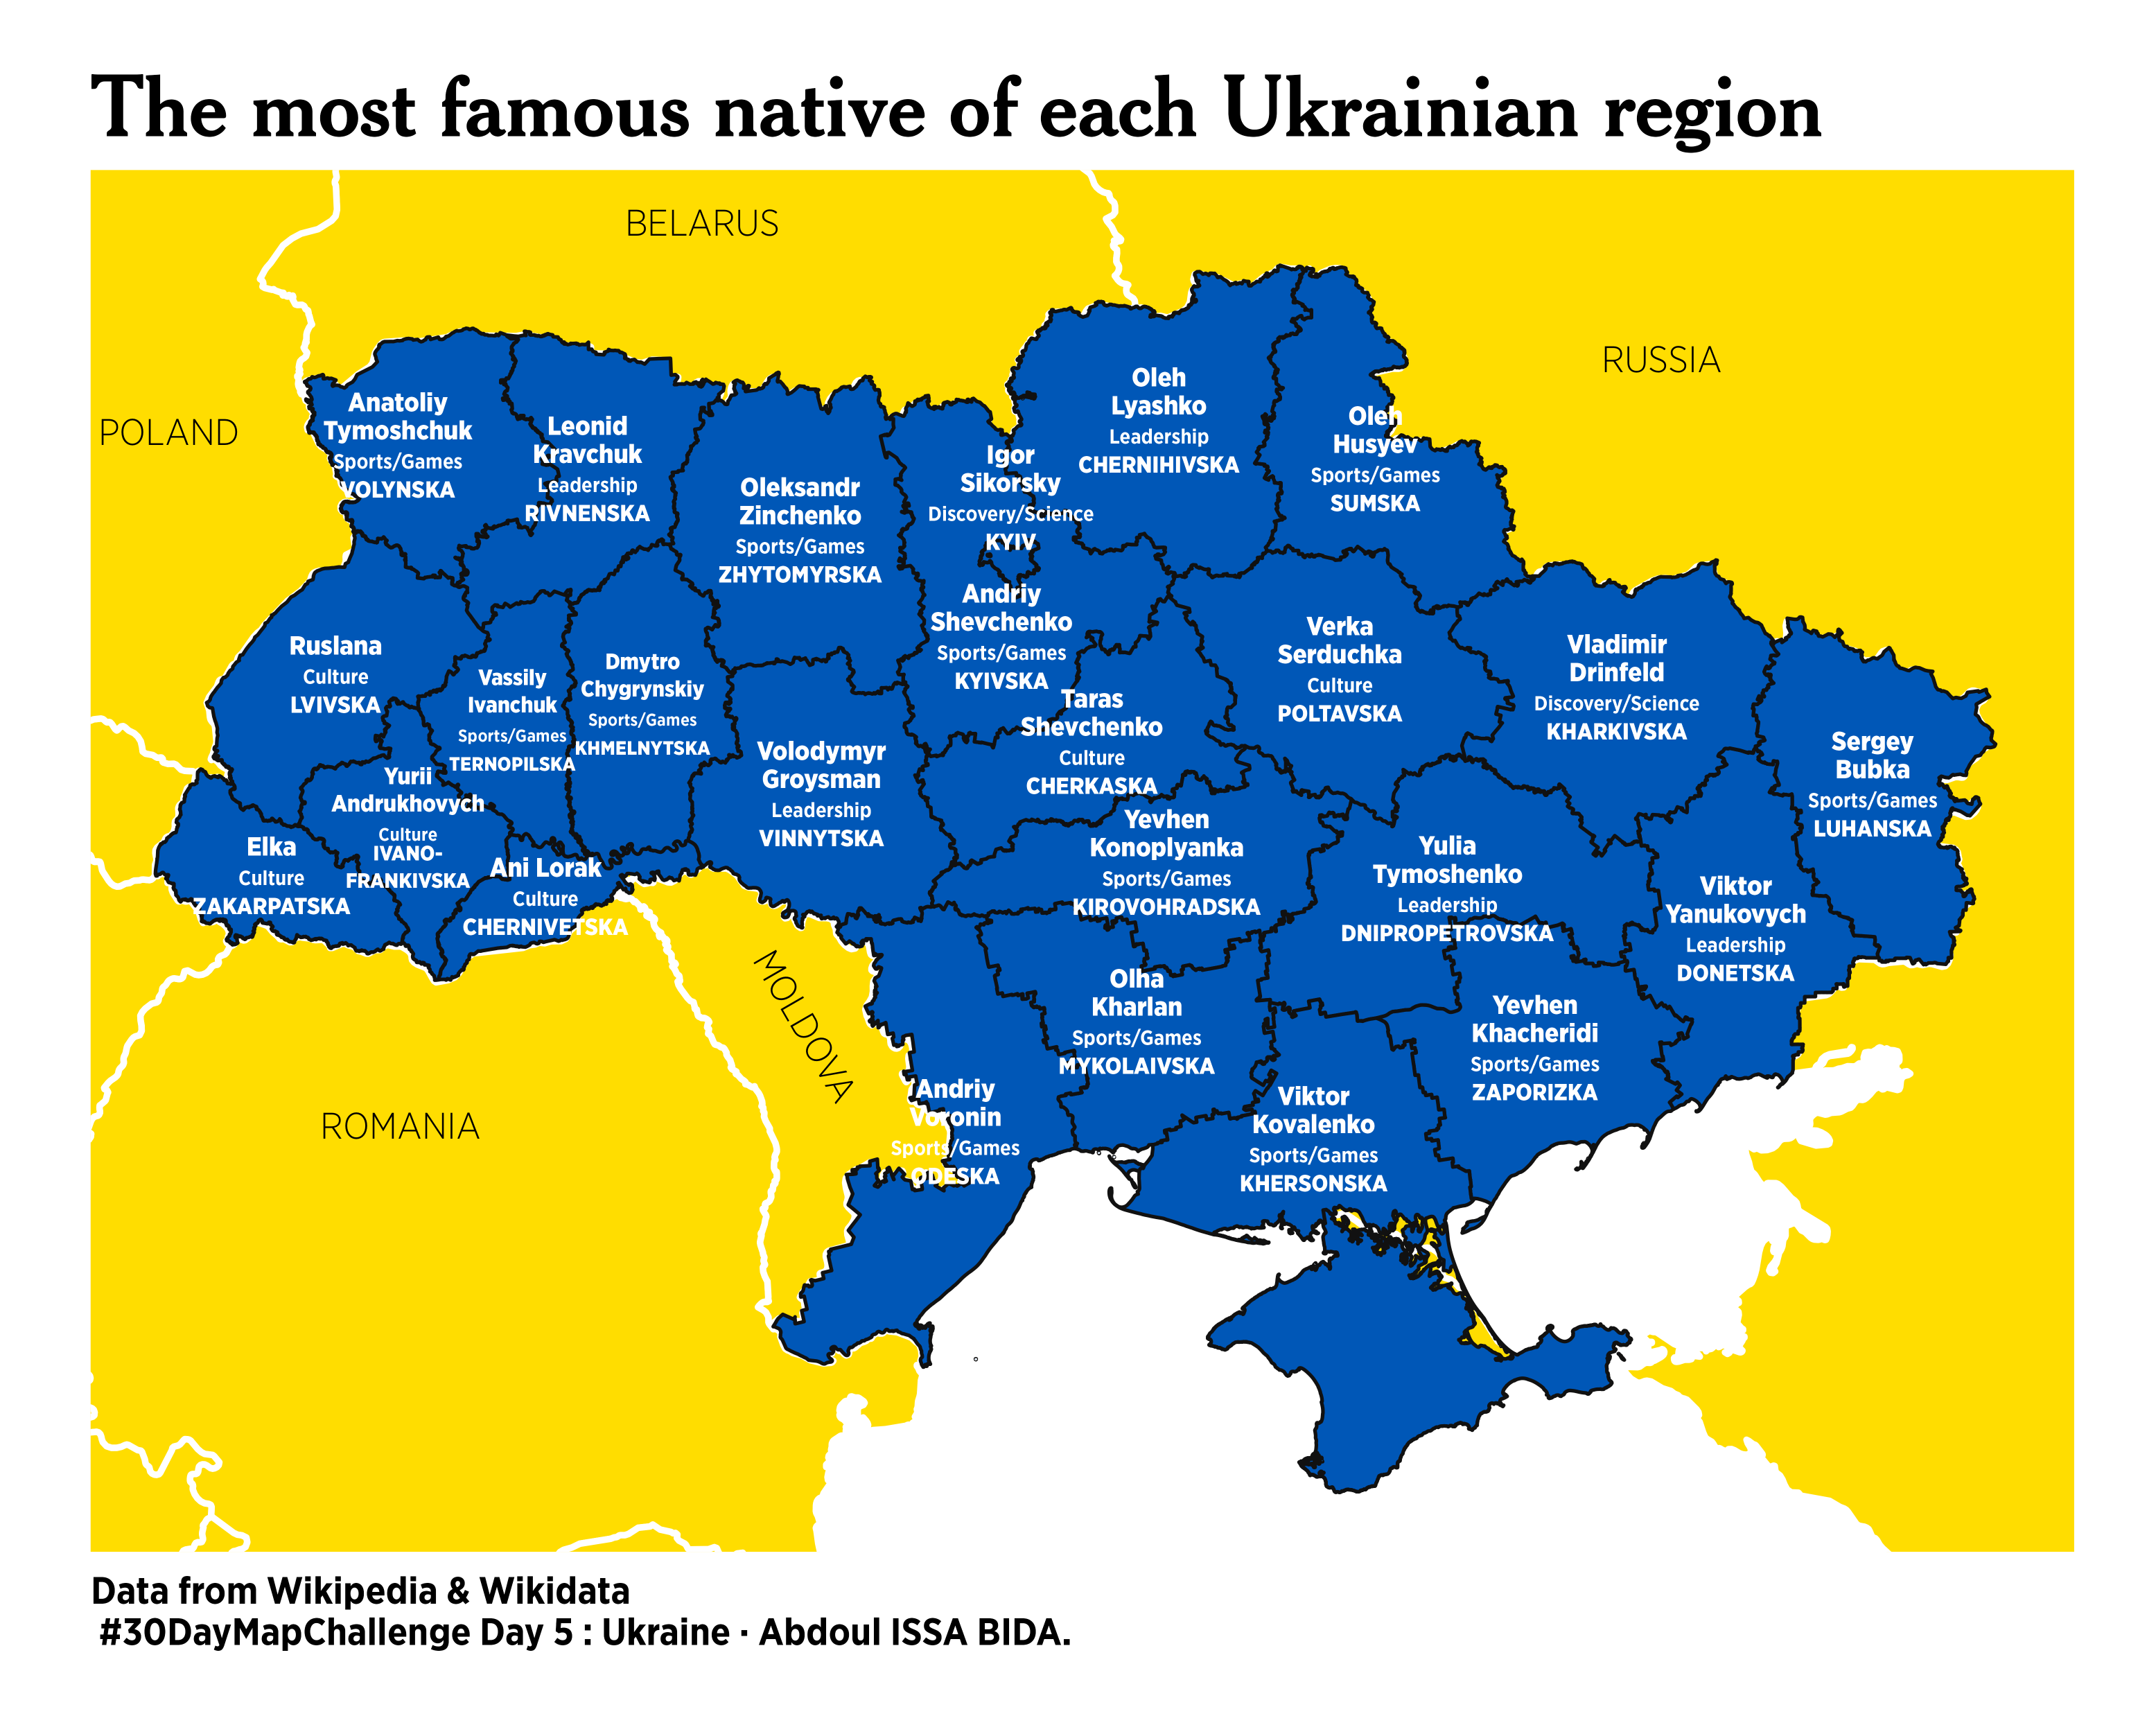 The most famous native of each Ukrainian region
BELARUS
RUSSIA
POLAND
ROMANIA
MOLDOVA
Anatoliy
Tymoshchuk
Sports/Games
VOLYNSKA
Leonid
Kravchuk
Leadership
RIVNENSKA
Oleksandr
Zinchenko
Sports/Games
ZHYTOMYRSKA
Igor
Sikorsky
Discovery/Science
KYIV
Oleh
Lyashko
Leadership
CHERNIHIVSKA
Oleh
Husyev
Sports/Games
SUMSKA
Ruslana
Culture
LVIVSKA
Vassily
Ivanchuk
Sports/Games
TERNOPILSKA
Dmytro
Chygrynskiy
Sports/Games
KHMELNYTSKA
Andriy
Shevchenko
Sports/Games
KYIVSKA
Verka
Serduchka
Culture
POLTAVSKA
Vladimir
Drinfeld
Discovery/Science
KHARKIVSKA
Sergey
Bubka
Sports/Games
LUHANSKA
Taras
Shevchenko
Culture
CHERKASKA
Volodymyr
Groysman
Leadership
VINNYTSKA
Yurii
Andrukhovych
Culture
IVANO-
FRANKIVSKA
Elka
Culture
ZAKARPATSKA
Ani Lorak
Culture
CHERNIVETSKA
Yevhen
Konoplyanka
Sports/Games
KIROVOHRADSKA
Yulia
Tymoshenko
Leadership
DNIPROPETROVSKA
Viktor
Yanukovych
Leadership
DONETSKA
Olha
Kharlan
Sports/Games
MYKOLAIVSKA
Yevhen
Khacheridi
Sports/Games
ZAPORIZKA
Andriy
Voronin
Sports/Games
ODESKA
Viktor
Kovalenko
Sports/Games
KHERSONSKA
Data from Wikipedia & Wikidata
#30DayMapChallenge Day 5 : Ukraine · Abdoul ISSA BIDA.